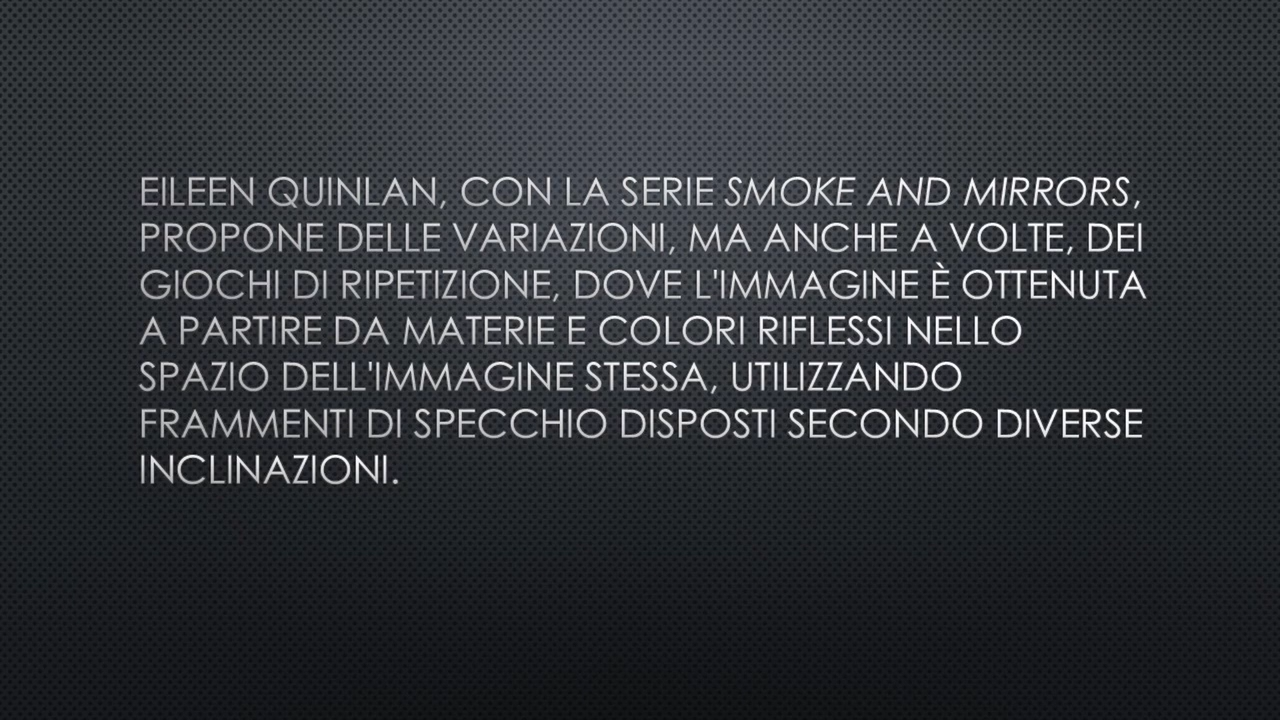 EILEEN QUINLAN, CON LA SERIE SMOKE AND MIRRORS,
PROPONE DELLE VARIAZIONI, MA ANCHE A VOLTE, DEI
GIOCHI DI RIPETIZIONE, DOVE L'IMMAGINE È OTTENUTA
A PARTIRE DA MATERIE E COLORI RIFLESSI NELLO
SPAZIO DELL'IMMAGINE STESSA, UTILIZZANDO
FRAMMENTI DI SPECCHIO DISPOSTI SECONDO DIVERSE
INCLINAZIONI.